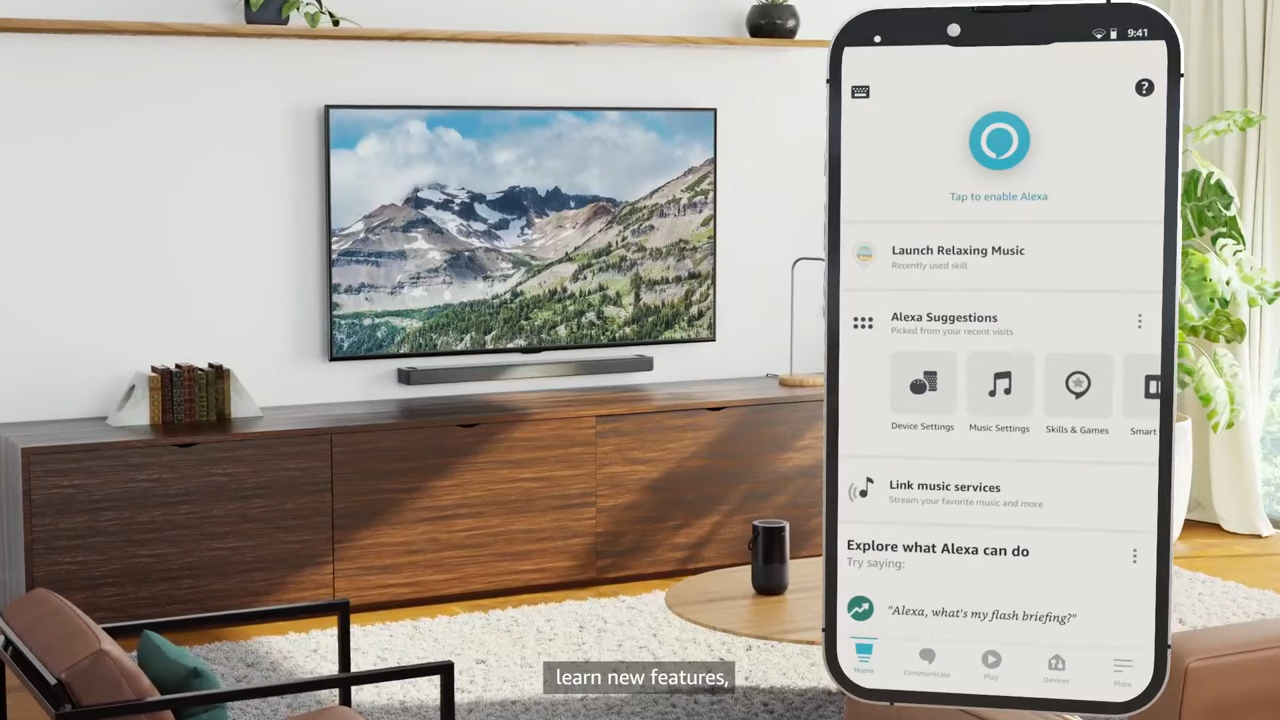 9:41
?
Tap to enable Alexa
Launch Relaxing Music
Recently used skill
Alexa Suggestions
Picked from your recent visits
Device Settings
Music Settings
Skills & Games
Smart
Link music services
Stream your favorite music and more
Explore what Alexa can do
Try saying:
"Alexa, what's my flash briefing?"
Home
Communicate
Play
Devices
More
learn new features,